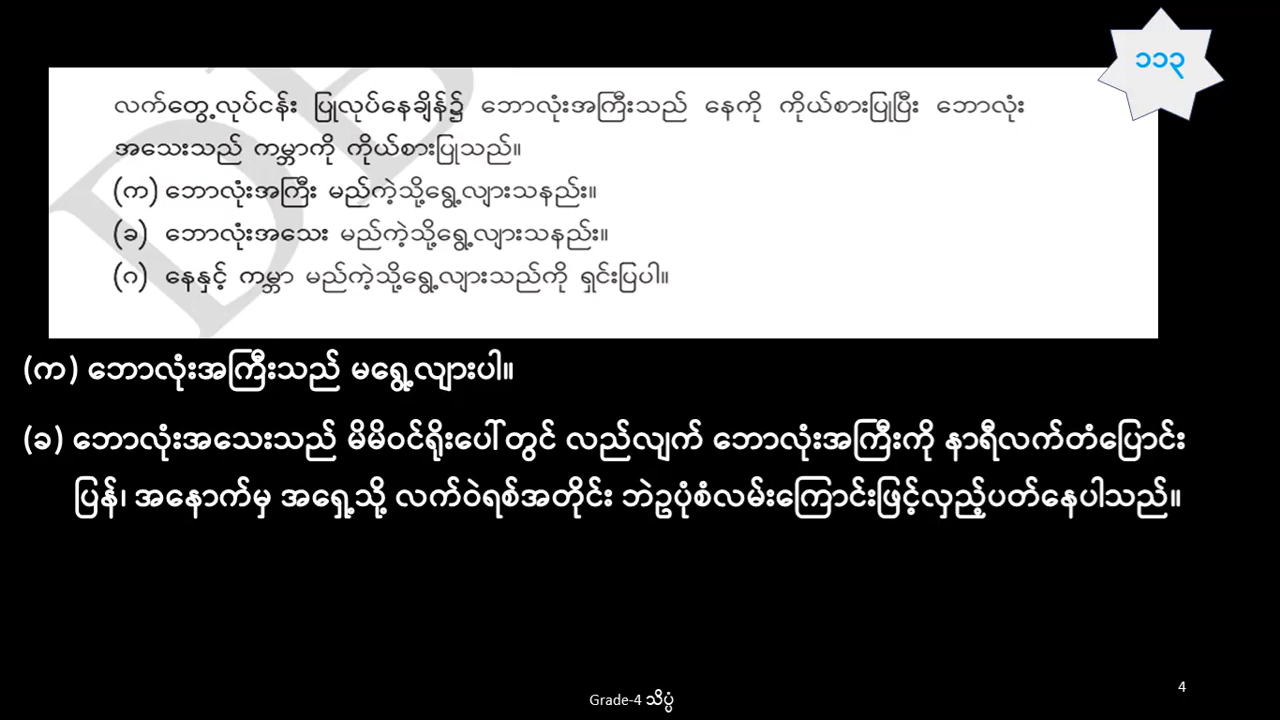 ၁၁၃
လက်တွေ့လုပ်ငန်း ပြုလုပ်နေချိန်၌ ဘောလုံးအကြီးသည် နေကို ကိုယ်စားပြုပြီး ဘောလုံး
အသေးသည် ကမ္ဘာကို ကိုယ်စားပြုသည်။
(က) ဘောလုံးအကြီး မည်ကဲ့သို့ရွေ့လျားသနည်း။
(ခ) ဘောလုံးအသေး မည်ကဲ့သို့ရွေ့လျားသနည်း။
(ဂ) နေနှင့် ကမ္ဘာ မည်ကဲ့သို့ရွေ့လျားသည်ကို ရှင်းပြပါ။
(က) ဘောလုံးအကြီးသည် မရွေ့လျားပါ။
(ခ) ဘောလုံးအသေးသည် မိမိဝင်ရိုးပေါ်တွင် လည်လျက် ဘောလုံးအကြီးကို နာရီလက်တံပြောင်း
ပြန်၊ အနောက်မှ အရှေ့သို့ လက်ဝဲရစ်အတိုင်း ဘဲဥပုံစံလမ်းကြောင်းဖြင့်လှည့်ပတ်နေပါသည်။
Grade-4 သိပ္ပံ
4